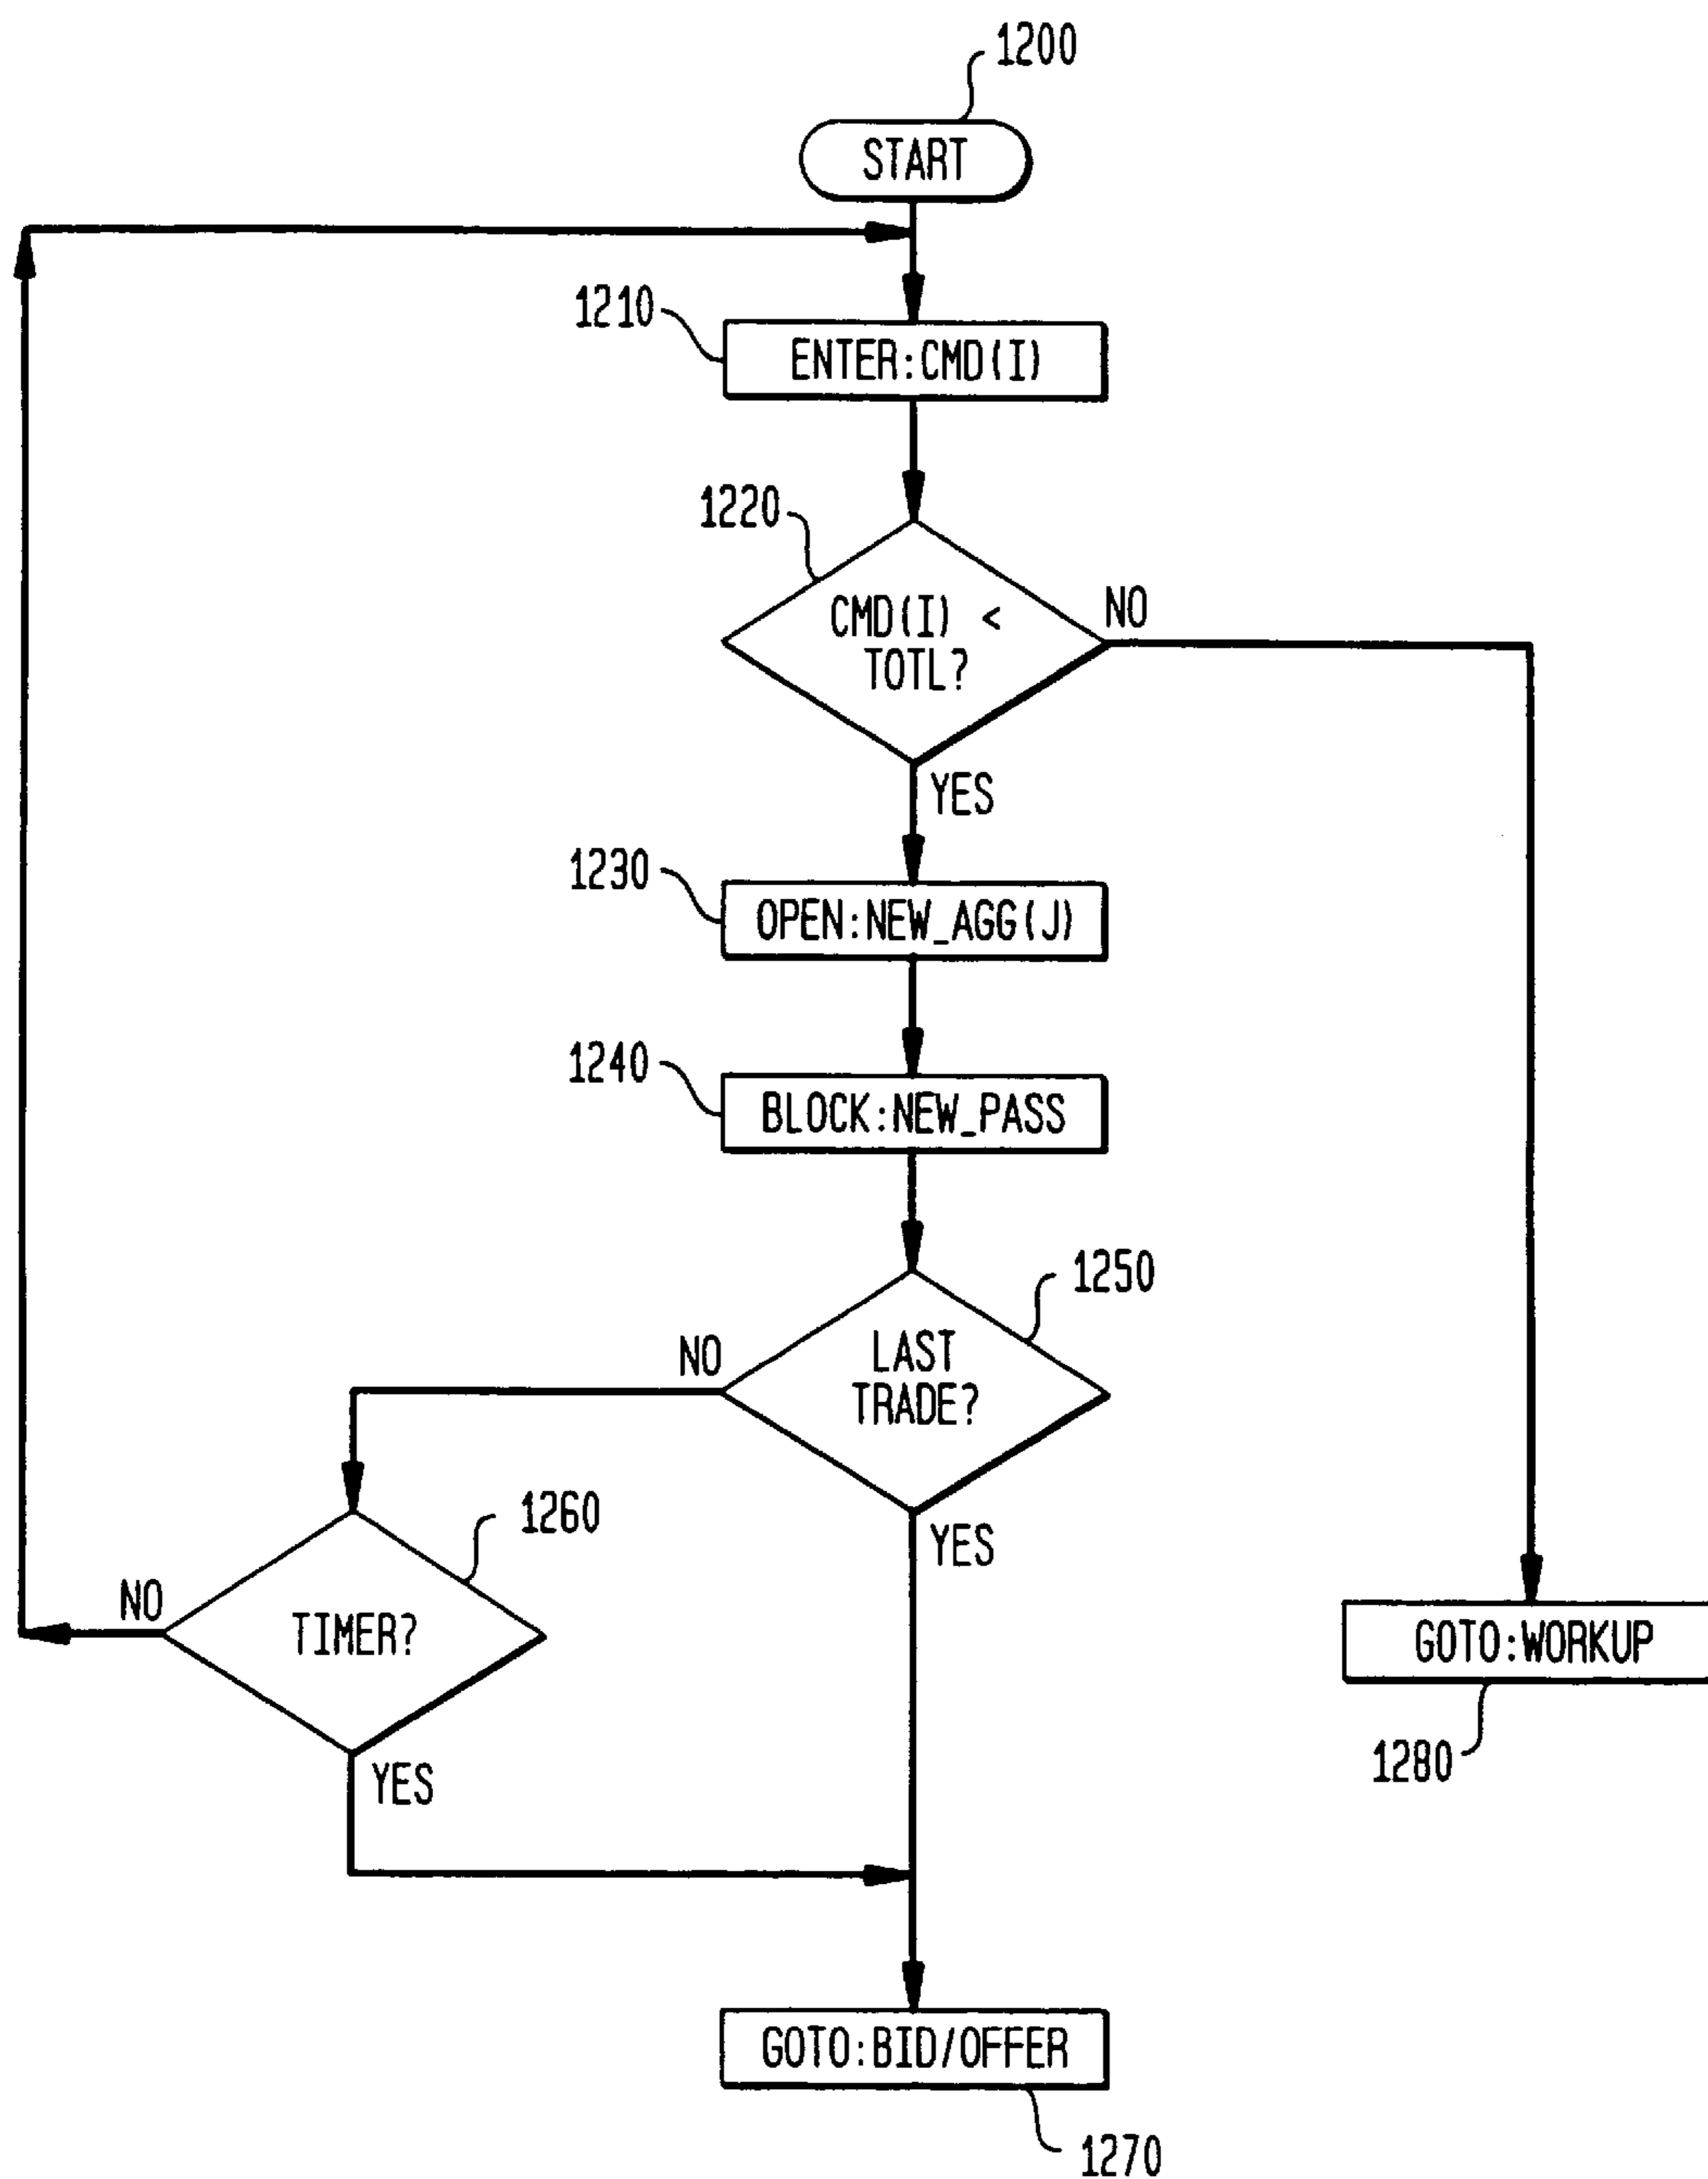 1200
START
1210
ENTER:CMD(I)
1220
CMD(I) <
TOTL?
NO
YES
1230
OPEN:NEW_AGG(J)
1240
BLOCK:NEW_PASS
1250
LAST
TRADE?
NO
YES
1260
TIMER?
NO
YES
GOTO:WORKUP
1280
GOTO:BID/OFFER
1270